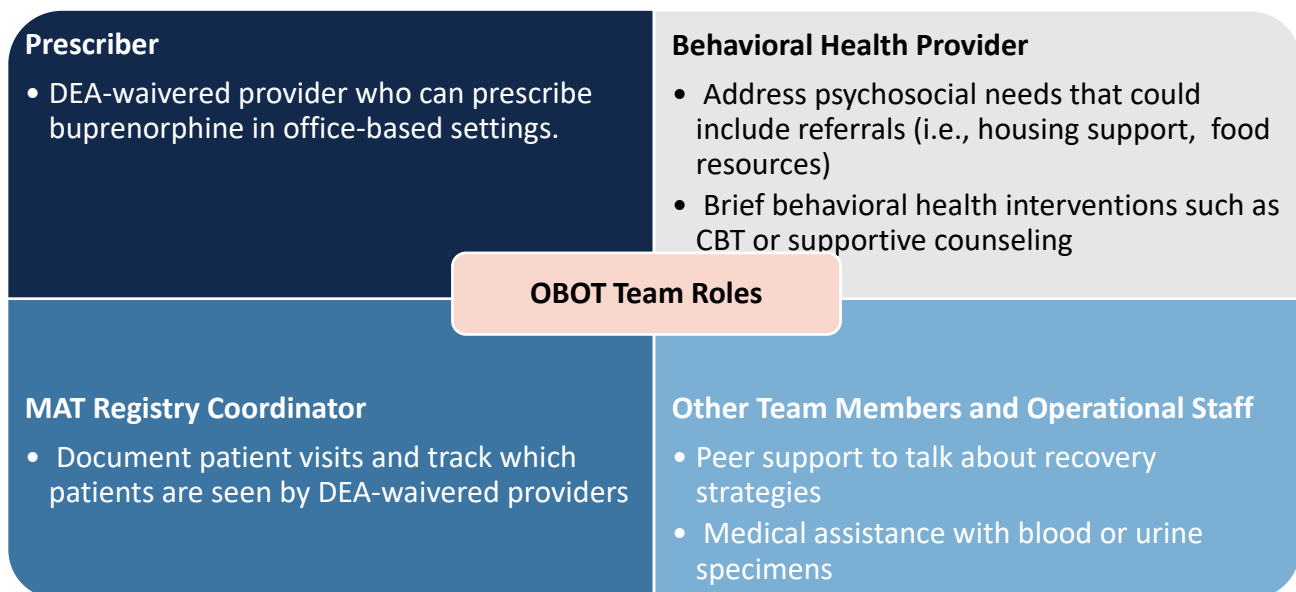 Prescriber
• DEA-waivered provider who can prescribe
buprenorphine in office-based settings.
Behavioral Health Provider
• Address psychosocial needs that could
include referrals (i.e., housing support, food
resources)
• Brief behavioral health interventions such as
CBT or supportive counseling
OBOT Team Roles
MAT Registry Coordinator
• Document patient visits and track which
patients are seen by DEA-waivered providers
Other Team Members and Operational Staff
• Peer support to talk about recovery
strategies
• Medical assistance with blood or urine
specimens